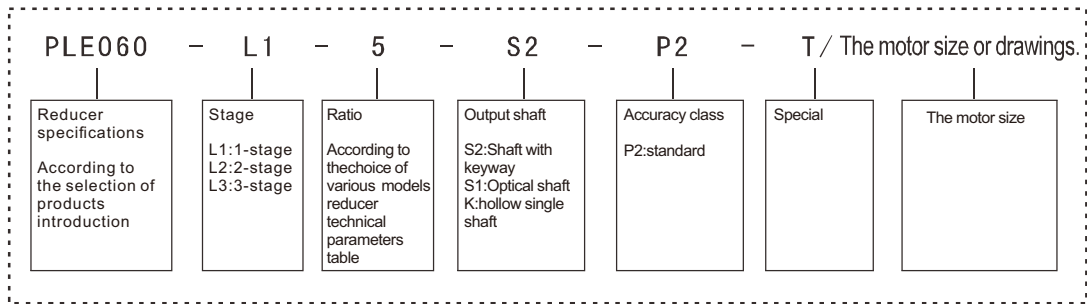 PLE060 - L1 - 5 - S2 - P2 - T / The motor size or drawings.
Reducer
specifications
According to
the selection of
products
introduction
Stage
L1:1-stage
L2:2-stage
L3:3-stage
Ratio
According to
thechoice of
various models
reducer
technical
parameters
table
Output shaft
S2:Shaft with
keyway
S1:Optical shaft
K:hollow single
shaft
Accuracy class
P2:standard
Special
The motor size